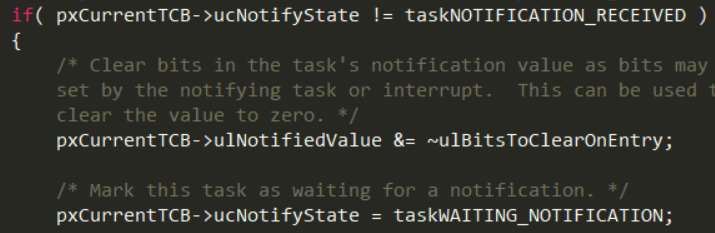 if( pxCurrentTCB->ucNotifyState != taskNOTIFICATION_RECEIVED )
{
/* Clear bits in the task's notification value as bits may
set by the notifying task or interrupt.  This can be used
clear the value to zero. */
pxCurrentTCB->ulNotifiedValue &= ~ulBitsToClearOnEntry;
/* Mark this task as waiting for a notification. */
pxCurrentTCB->ucNotifyState = taskWAITING_NOTIFICATION;